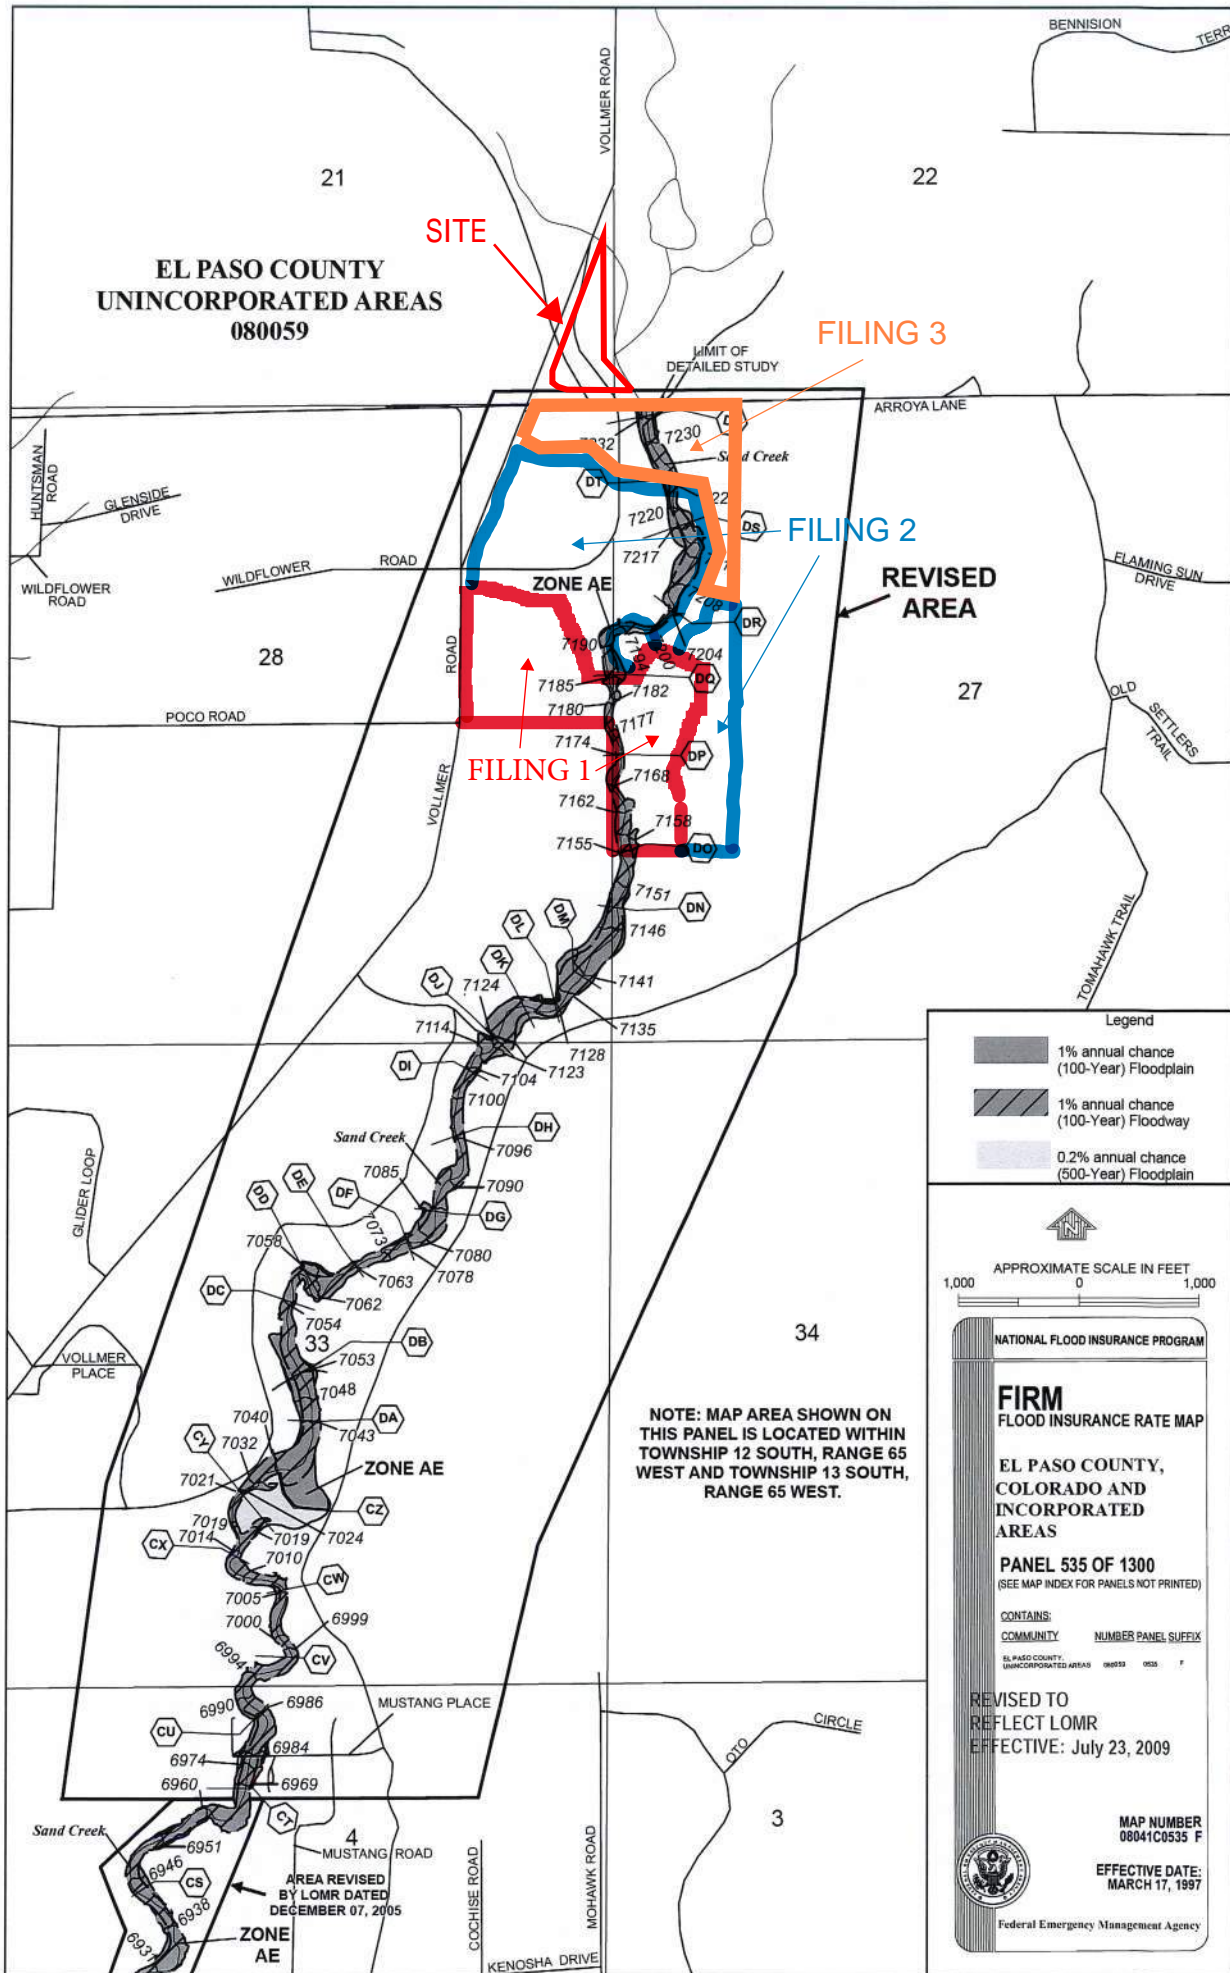 BENNISION
TERR
VOLLMER ROAD
21
22
SITE
EL PASO COUNTY
UNINCORPORATED AREAS
080059
FILING 3
LIMIT OF
DETAILED STUDY
ARROYA LANE
7232
7230
Sand Creek
HUNTSMAN
ROAD
GLENSIDE
DRIVE
DT
7220
DS
7217
FILING 2
WILDFLOWER
ROAD
WILDFLOWER
ROAD
ZONE AE
REVISED
AREA
FLAMING SUN
DRIVE
7208
DR
7190
7194
7200
7204
28
ROAD
7185
7182
DQ
27
OLD
SETTLERS
TRAIL
7180
7177
POCO ROAD
7174
DP
FILING 1
7168
VOLLMER
7162
7158
7155
DO
7151
DN
DM
DL
7146
DK
7141
DJ
7124
TOMAHAWK TRAIL
7114
7135
7128
7123
DI
7104
7100
Legend
1% annual chance
(100-Year) Floodplain
1% annual chance
(100-Year) Floodway
0.2% annual chance
(500-Year) Floodplain
DH
Sand Creek
7096
7085
7090
GLIDER LOOP
DD
DE
DF
DG
7073
7058
7080
7078
7063
DC
7062
7054
N
APPROXIMATE SCALE IN FEET
1,000
0
1,000
33
34
DB
VOLLMER
PLACE
7053
7048
7040
DA
7043
CY
7032
ZONE AE
7021
CZ
7019
7019
7024
7014
CX
7010
CW
7005
7000
6999
6994
CV
NOTE: MAP AREA SHOWN ON
THIS PANEL IS LOCATED WITHIN
TOWNSHIP 12 SOUTH, RANGE 65
WEST AND TOWNSHIP 13 SOUTH,
RANGE 65 WEST.
NATIONAL FLOOD INSURANCE PROGRAM
FIRM
FLOOD INSURANCE RATE MAP
EL PASO COUNTY,
COLORADO AND
INCORPORATED
AREAS
PANEL 535 OF 1300
(SEE MAP INDEX FOR PANELS NOT PRINTED)
CONTAINS:
COMMUNITY NUMBER PANEL SUFFIX
EL PASO COUNTY,
UNINCORPORATED AREAS 080059 0535 F
REVISED TO
REFLECT LOMR
EFFECTIVE: July 23, 2009
MAP NUMBER
08041C0535 F
EFFECTIVE DATE:
MARCH 17, 1997
Federal Emergency Management Agency
6990
6986
MUSTANG PLACE
CU
6984
6974
6960
6969
CT
OTO
CIRCLE
3
Sand Creek
4
MUSTANG ROAD
6951
6946
CS
AREA REVISED
BY LOMR DATED
DECEMBER 07, 2005
6938
6931
ZONE
AE
COCHISE ROAD
MOHAWK ROAD
KENOSHA DRIVE